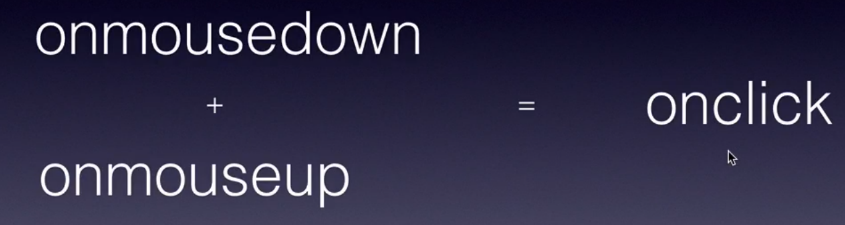 onmousedown
+
=
onclick
onmouseup